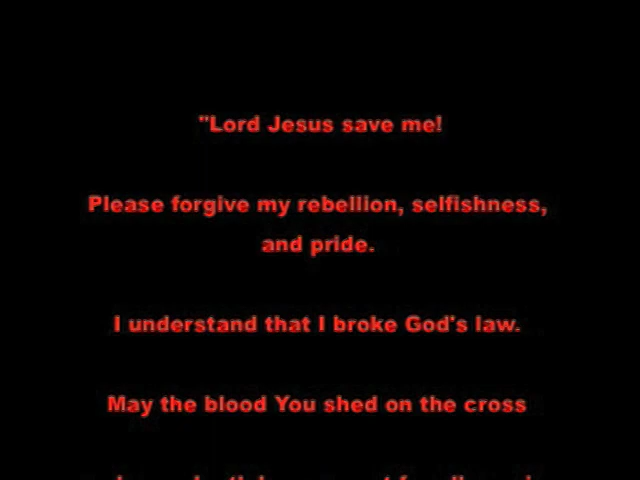 "Lord Jesus save me!
Please forgive my rebellion, selfishness,
and pride.
I understand that I broke God's law.
May the blood You shed on the cross